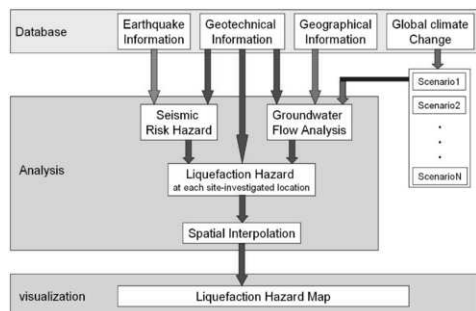 Database
Earthquake
Information
Geotechnical
Information
Geographical
Information
Global climate
Change
Scenario1
Scenario2
.
.
.
ScenarioN
Analysis
Seismic
Risk Hazard
Groundwater
Flow Analysis
Liquefaction Hazard
at each site-investigated location
Spatial Interpolation
visualization
Liquefaction Hazard Map